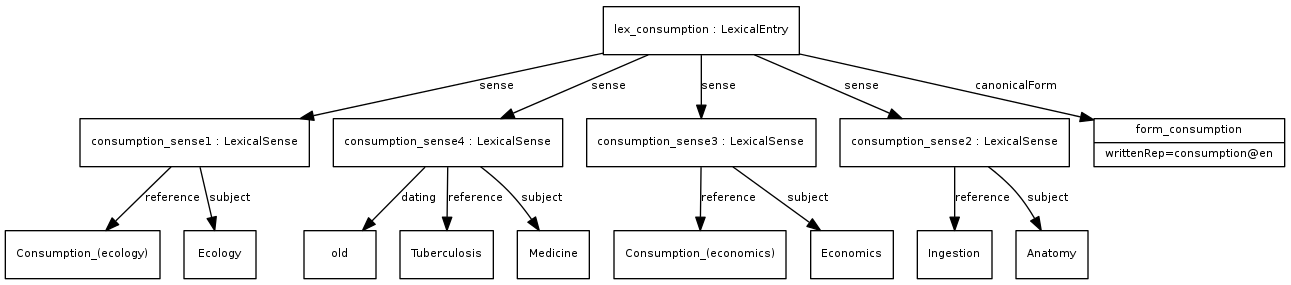 lex_consumption : LexicalEntry
sense
sense
sense
sense
canonicalForm
consumption_sense1 : LexicalSense
consumption_sense4 : LexicalSense
consumption_sense3 : LexicalSense
consumption_sense2 : LexicalSense
form_consumption
writtenRep=consumption@en
reference
subject
dating
reference
subject
reference
subject
reference
subject
Consumption_(ecology)
Ecology
old
Tuberculosis
Medicine
Consumption_(economics)
Economics
Ingestion
Anatomy